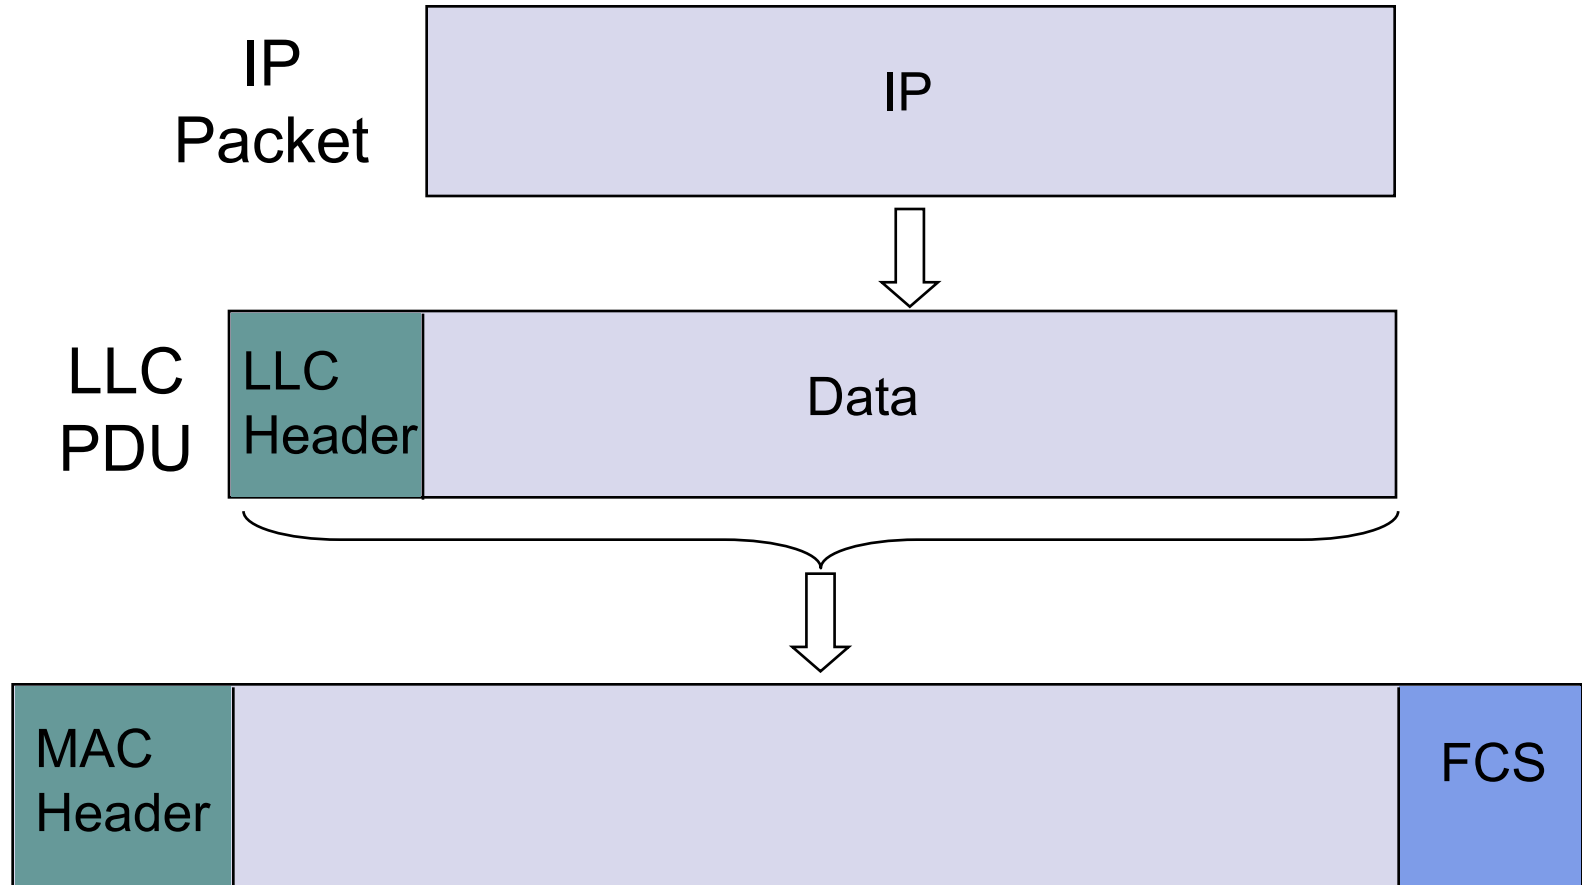 IP
Packet
IP
LLC
PDU
LLC
Header
Data
MAC
Header
FCS